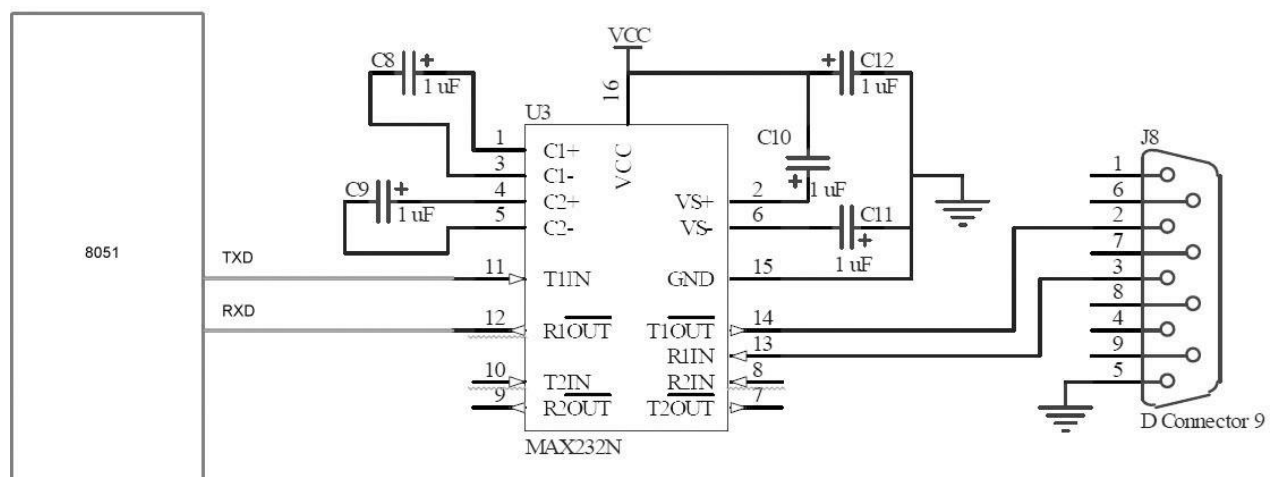 VCC
C8
+
1 uF
C12
+
1 uF
16
U3
C10
+
1 uF
J8
1
C1+
3
C1-
4
C2+
5
C2-
VCC
C9
+
1 uF
VS+
2
VS-
6
C11
+
1 uF
8051
TXD
11
T1IN
GND
15
RXD
12
R1OUT
T1OUT
14
R1IN
13
10
T2IN
R2IN
8
9
R2OUT
T2OUT
7
MAX232N
1
6
2
7
3
8
4
9
5
D Connector 9